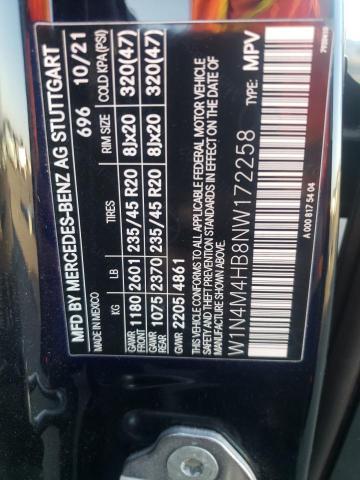 MFD BY MERCEDES-BENZ AG STUTTGART
MADE IN MEXICO 696 10/21
KG LB TIRES RIM SIZE COLD KPA(PSI)
GAWR FRONT 1180 2601 235/45 R20 8Jx20 320(47)
GAWR REAR 1075 2370 235/45 R20 8Jx20 320(47)
GVWR 2205 4861
THIS VEHICLE CONFORMS TO ALL APPLICABLE FEDERAL MOTOR VEHICLE
SAFETY, BUMPER, AND THEFT PREVENTION STANDARDS IN EFFECT ON
THE DATE OF MANUFACTURE SHOWN ABOVE.
W1N4M4HB8NW172258 TYPE: MPV
A 000 817 54 04